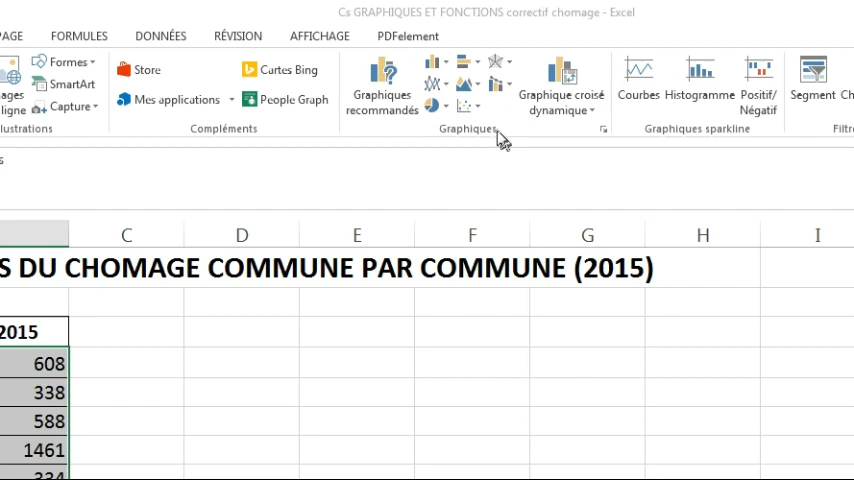 Cs GRAPHIQUES ET FONCTIONS correctif chomage - Excel
PAGE FORMULES DONNÉES RÉVISION AFFICHAGE PDFelement
Formes
SmartArt
Capture
Store
Mes applications
Cartes Bing
People Graph
Compléments
Graphiques
recommandés
Graphique croisé
dynamique
Graphiques
Courbes Histogramme Positif/
Négatif
Graphiques sparkline
Segment
Filtr
C D E F G H I
S DU CHOMAGE COMMUNE PAR COMMUNE (2015)
2015
608
338
588
1461
334